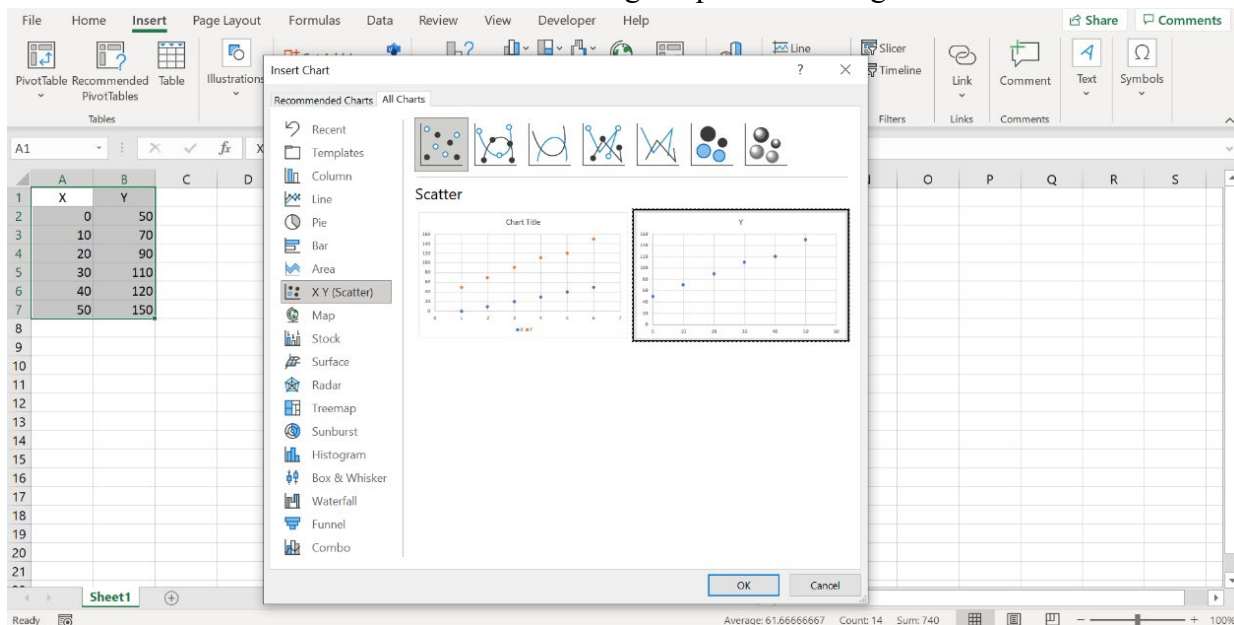 File Home Insert Page Layout Formulas Data Review View Developer Help Share Comments
PivotTable Recommended PivotTables Table Illustrations Line Slicer Timeline Link Comment Text Symbols
Tables Filters Links Comments
A1 fx X
Insert Chart ? ×
Recommended Charts All Charts
Recent
Templates
Column
Line
Pie
Bar
Area
X Y (Scatter)
Map
Stock
Surface
Radar
Treemap
Sunburst
Histogram
Box & Whisker
Waterfall
Funnel
Combo
Scatter
Chart Title
Y
OK Cancel
A B C D O P Q R S
1 X Y
2 0 50
3 10 70
4 20 90
5 30 110
6 40 120
7 50 150
8
9
10
11
12
13
14
15
16
17
18
19
20
21
Sheet1
Ready Average: 61.66666667 Count: 14 Sum: 740 100%